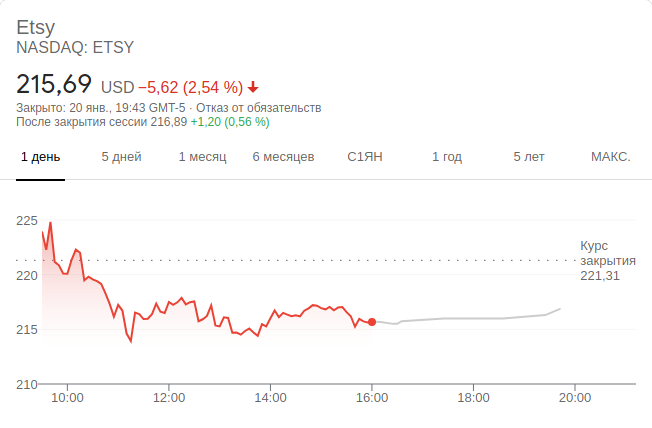 Etsy
NASDAQ: ETSY
215,69 USD −5,62 (2,54 %)
Закрыто: 20 янв., 19:43 GMT-5 · Отказ от обязательств
После закрытия сессии 216,89 +1,20 (0,56 %)
1 день 5 дней 1 месяц 6 месяцев С1ЯН 1 год 5 лет МАКС.
225
Курс
закрытия
221,31
220
215
210
10:00 12:00 14:00 16:00 18:00 20:00